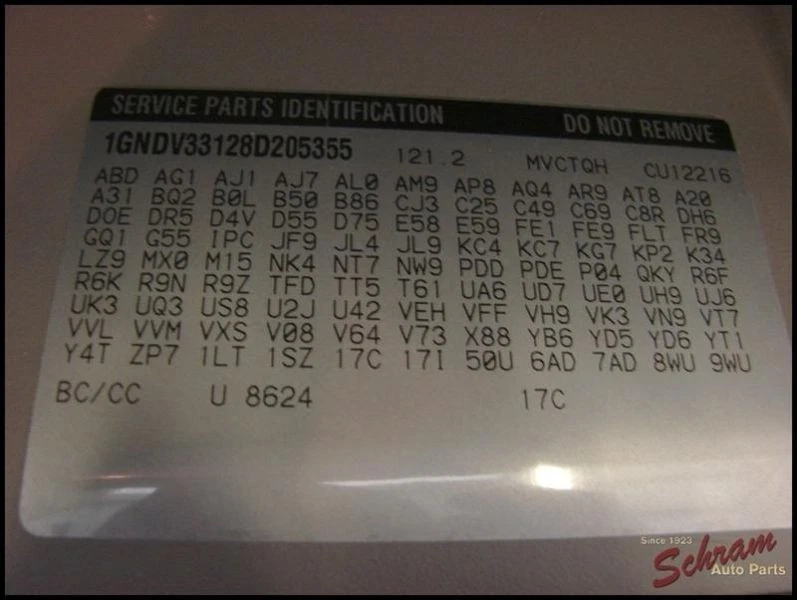 SERVICE PARTS IDENTIFICATION DO NOT REMOVE
1GNDV33128D205355 121.2 MVCTQH CU12216
ABD AG1 AJ1 AJ7 AL0 AM9 AP8 AQ4 AR9 AT8 A20
A31 BQ2 B0L B50 B86 CJ3 C25 C49 C69 C8R DH6
D0E DR5 D4V D55 D75 E58 E59 FE1 FE9 FLT FR9
GQ1 G55 IPC JF9 JL4 JL9 KC4 KC7 KG7 KP2 K34
LZ9 MX0 M15 NK4 NT7 NW9 PDD PDE P04 QKY R6F
R6K R9N R9Z TFD TT5 T61 UA6 UD7 UE0 UH9 UJ6
UK3 UQ3 US8 U2J U42 VEH VFF VH9 VK3 VN9 VT7
VVL VVM VXS V08 V64 V73 X88 YB6 YD5 YD6 YT1
Y4T ZP7 1LT 1SZ 17C 17I 50U 6AD 7AD 8WU 9WU
BC/CC U 8624 17C
Since 1923
Schram
Auto Parts